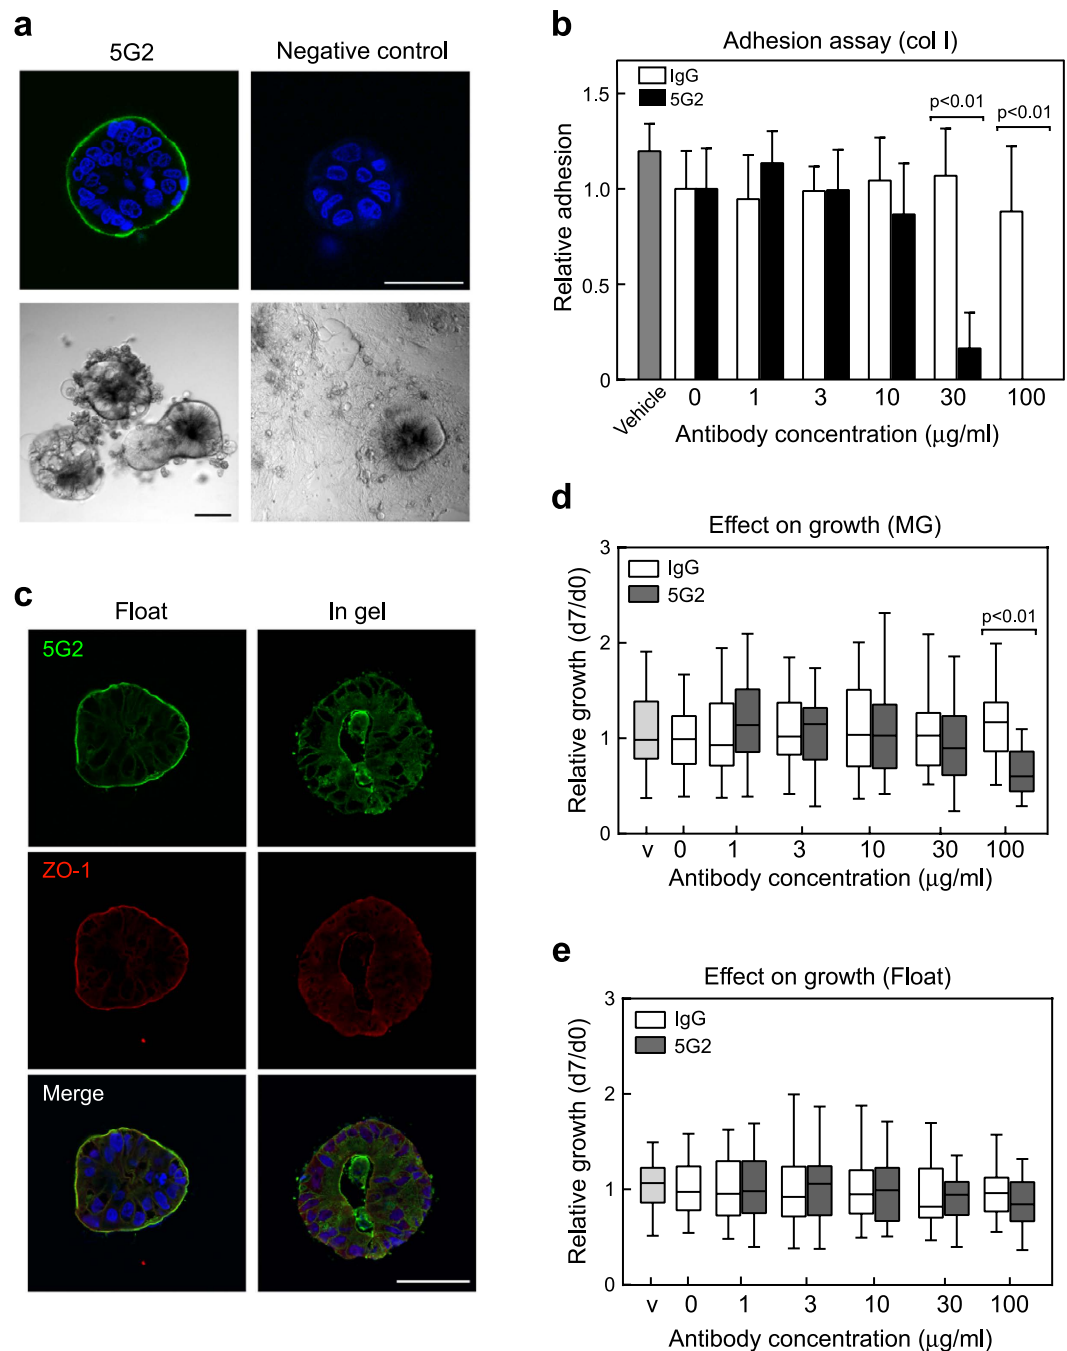 a
5G2
Negative control
b
Adhesion assay (col I)
IgG
5G2
p<0.01
p<0.01
Relative adhesion
1.5
1.0
0.5
0
Vehicle
0
1
3
10
30
100
Antibody concentration (μg/ml)
c
Float
In gel
5G2
ZO-1
Merge
d
Effect on growth (MG)
IgG
5G2
p<0.01
Relative growth (d7/d0)
3
2
1
0
v
0
1
3
10
30
100
Antibody concentration (μg/ml)
e
Effect on growth (Float)
IgG
5G2
Relative growth (d7/d0)
3
2
1
0
v
0
1
3
10
30
100
Antibody concentration (μg/ml)